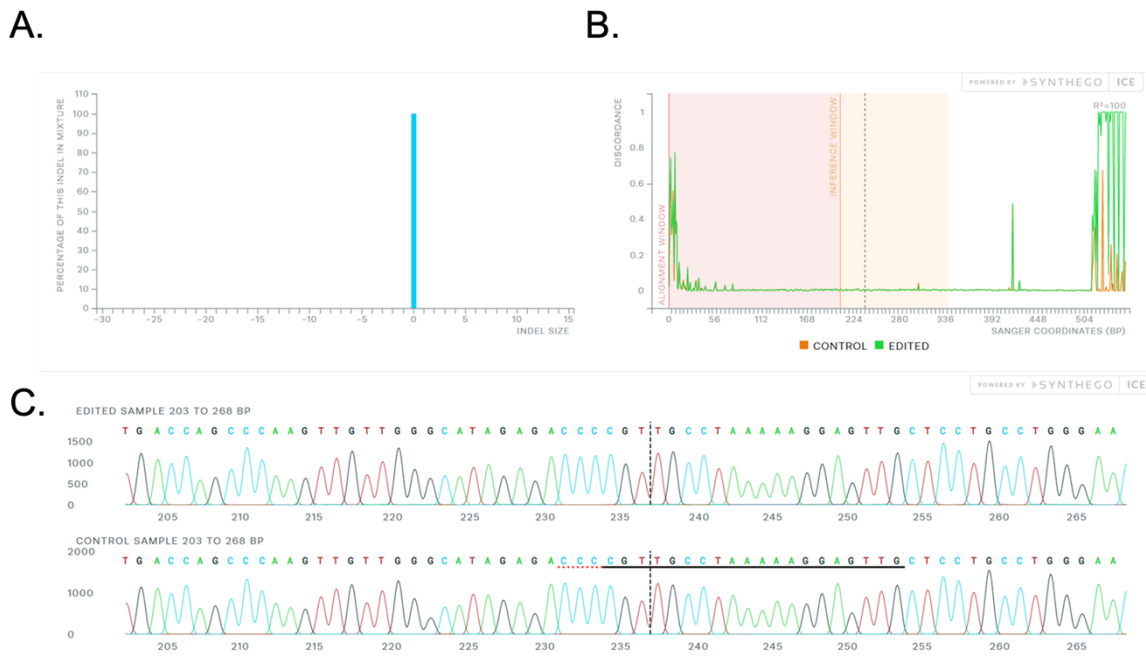 A.
B.
POWERED BY SYNTHEGO ICE
PERCENTAGE OF THIS INDEL IN MIXTURE
110
100
90
80
70
60
50
40
30
20
10
0
-30 -20 -15 -10 -5 0 5 10 15
INDEL SIZE
DISCORDANCE
R²=100
1
0.8
0.6
0.4
0.2
0
ALIGNMENT WINDOW
INFERENCE WINDOW
0 56 112 168 224 280 336 392 448 504
SANGER COORDINATES (BP)
CONTROL EDITED
POWERED BY SYNTHEGO ICE
C.
EDITED SAMPLE 203 TO 268 BP
T G A C C A G C C C A A G T T G T T G G G C A T A G A G A C C C C G T T G C C T A A A A A G G A G T T G C T C C T G C C T G G G A A
1500
1000
500
0
205 210 215 220 225 230 235 240 245 250 255 260 265
CONTROL SAMPLE 203 TO 268 BP
2000
T G A C C A G C C C A A G T T G T T G G G C A T A G A G A C C C C G T T G C C T A A A A A G G A G T T G C T C C T G C C T G G G A A
1000
0
205 210 215 220 225 230 235 240 245 250 255 260 265